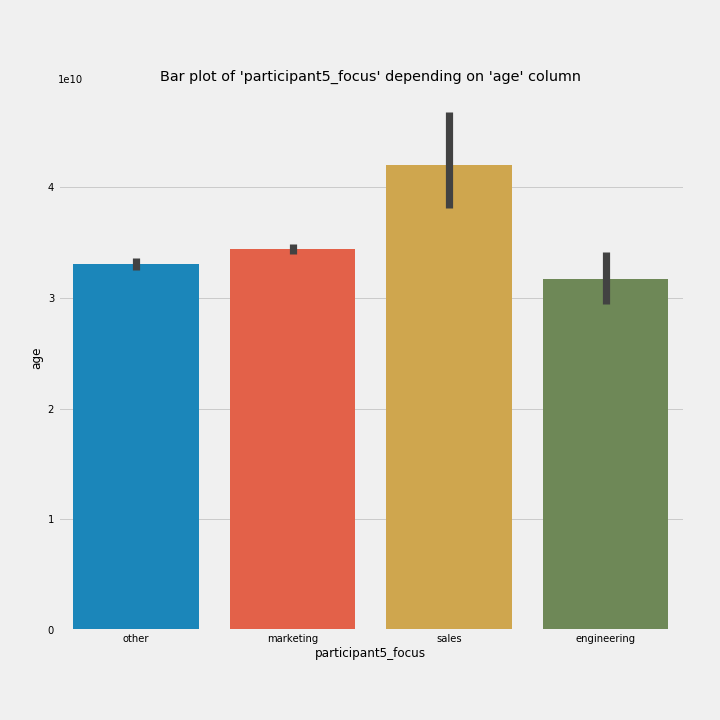 Bar plot of 'participant5_focus' depending on 'age' column
1e10
4
3
2
1
0
age
other marketing sales engineering
participant5_focus